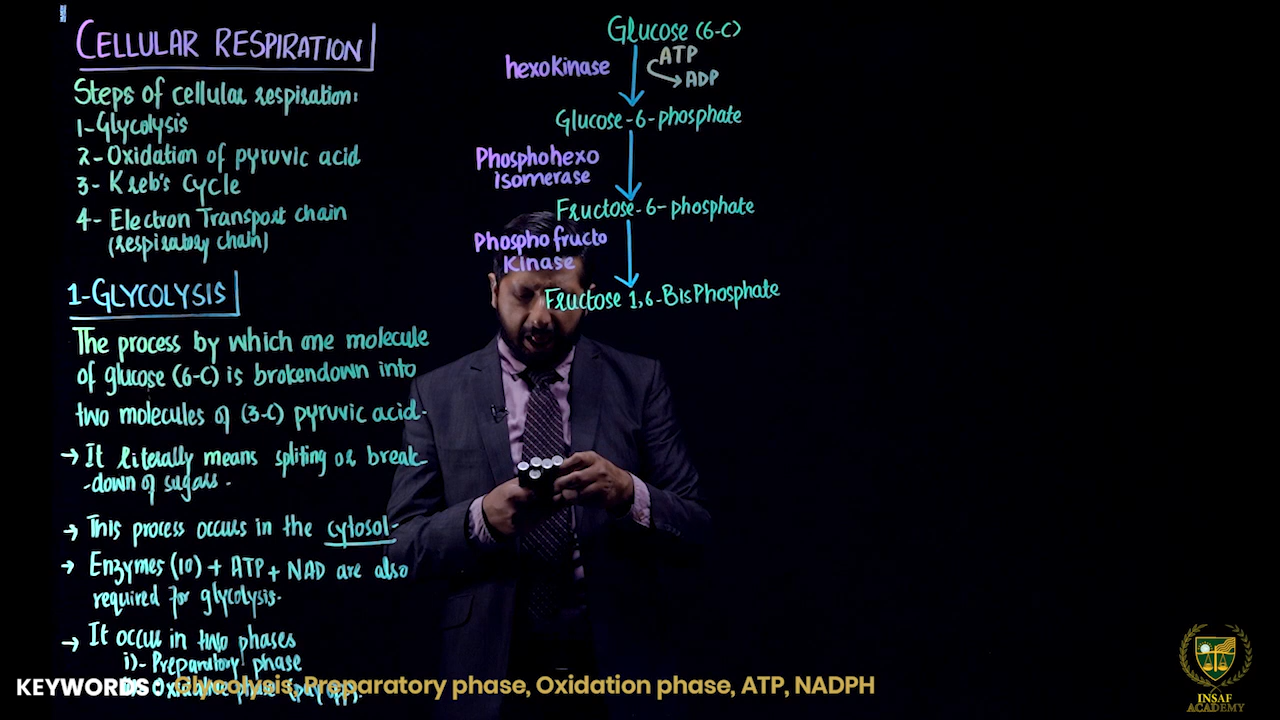 CELLULAR RESPIRATION
Steps of cellular respiration:
1-Glycolysis
2-Oxidation of pyruvic acid
3- Kreb's Cycle
4- Electron Transport chain
(respiratory chain)
1-GLYCOLYSIS
The process by which one molecule
of glucose (6-C) is brokendown into
two molecules of (3-C) pyruvic acid.
→ It literally means spliting or break-
-down of sugars.
→ This process occurs in the cytosol.
→ Enzymes (10) + ATP + NAD are also
required for glycolysis.
→ It occur in two phases
i)- Preparatory phase
Oxidative phase (pay off).
Glucose (6-C)
hexokinase
ATP
ADP
Glucose-6-phosphate
Phosphohexo
isomerase
Fructose-6-phosphate
Phosphofructo
Kinase
Fructose 1,6-BisPhosphate
KEYWORDS: Glycolysis, Preparatory phase, Oxidation phase, ATP, NADPH
INSAF
ACADEMY